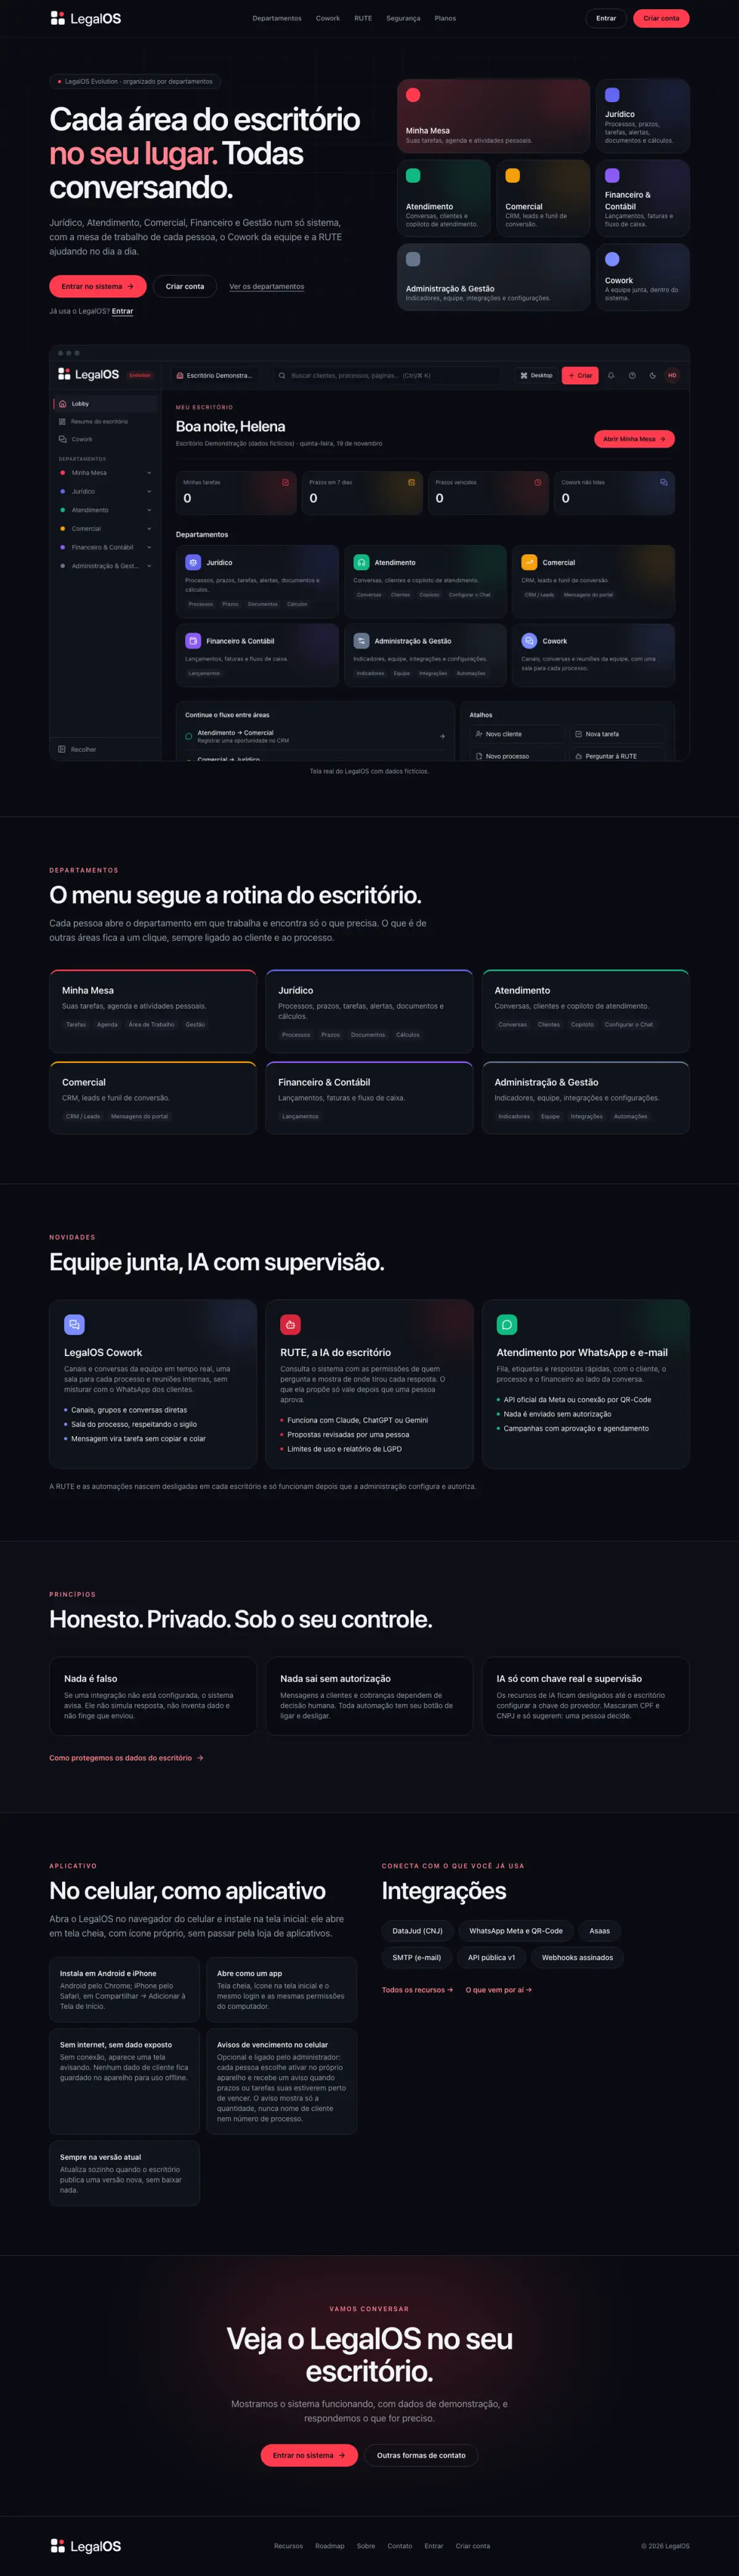 LegalOS
Departamentos Cowork RUTE Segurança Planos
Entrar Criar conta
LegalOS Evolution · organizado por departamentos
Cada área do escritório
no seu lugar. Todas
conversando.
Jurídico, Atendimento, Comercial, Financeiro e Gestão num só sistema,
com a mesa de trabalho de cada pessoa, o Cowork da equipe e a RUTE
ajudando no dia a dia.
Entrar no sistema → Criar conta Ver os departamentos
Já usa o LegalOS? Entrar
Minha Mesa
Suas tarefas, agenda e atividades pessoais.
Jurídico
Processos, prazos,
tarefas, alertas,
documentos e cálculos.
Atendimento
Conversas, clientes e
copiloto de atendimento.
Comercial
CRM, leads e funil de
conversão.
Financeiro &
Contábil
Lançamentos, faturas e
fluxo de caixa.
Administração & Gestão
Indicadores, equipe, integrações e configurações.
Cowork
A equipe junta, dentro do
sistema.
LegalOS Evolution
Escritório Demonstra...
Buscar clientes, processos, páginas... (Ctrl/⌘ K)
Desktop
+ Criar
HD
Lobby
Resumo do escritório
Cowork
DEPARTAMENTOS
Minha Mesa
Jurídico
Atendimento
Comercial
Financeiro & Contábil
Administração & Gest...
Recolher
MEU ESCRITÓRIO
Boa noite, Helena
Escritório Demonstração (dados fictícios) · quinta-feira, 19 de novembro
Abrir Minha Mesa →
Minhas tarefas
0
Prazos em 7 dias
0
Prazos vencidos
0
Cowork não lidas
0
Departamentos
Jurídico
Processos, prazos, tarefas, alertas, documentos e
cálculos.
Processos Prazos Documentos Cálculos
Atendimento
Conversas, clientes e copiloto de atendimento.
Conversas Clientes Copiloto Configurar o Chat
Comercial
CRM, leads e funil de conversão.
CRM / Leads Mensagens do portal
Financeiro & Contábil
Lançamentos, faturas e fluxo de caixa.
Lançamentos
Administração & Gestão
Indicadores, equipe, integrações e configurações.
Indicadores Equipe Integrações Automações
Cowork
Canais, conversas e reuniões da equipe, com uma
sala para cada processo.
Continue o fluxo entre áreas
Atendimento → Comercial
Registrar uma oportunidade no CRM
→
Comercial → Jurídico
Atalhos
Novo cliente
Nova tarefa
Novo processo
Perguntar à RUTE
Tela real do LegalOS com dados fictícios.
DEPARTAMENTOS
O menu segue a rotina do escritório.
Cada pessoa abre o departamento em que trabalha e encontra só o que precisa. O que é de
outras áreas fica a um clique, sempre ligado ao cliente e ao processo.
Minha Mesa
Suas tarefas, agenda e atividades pessoais.
Tarefas Agenda Área de Trabalho Gestão
Jurídico
Processos, prazos, tarefas, alertas, documentos e
cálculos.
Processos Prazos Documentos Cálculos
Atendimento
Conversas, clientes e copiloto de atendimento.
Conversas Clientes Copiloto Configurar o Chat
Comercial
CRM, leads e funil de conversão.
CRM / Leads Mensagens do portal
Financeiro & Contábil
Lançamentos, faturas e fluxo de caixa.
Lançamentos
Administração & Gestão
Indicadores, equipe, integrações e configurações.
Indicadores Equipe Integrações Automações
NOVIDADES
Equipe junta, IA com supervisão.
LegalOS Cowork
Canais e conversas da equipe em tempo real, uma
sala para cada processo e reuniões internas, sem
misturar com o WhatsApp dos clientes.
Canais, grupos e conversas diretas
Sala do processo, respeitando o sigilo
Mensagem vira tarefa sem copiar e colar
RUTE, a IA do escritório
Consulta o sistema com as permissões de quem
pergunta e mostra de onde tirou cada resposta. O
que ela propõe só vale depois que uma pessoa
aprova.
Funciona com Claude, ChatGPT ou Gemini
Propostas revisadas por uma pessoa
Limites de uso e relatório de LGPD
Atendimento por WhatsApp e e-mail
Fila, etiquetas e respostas rápidas, com o cliente, o
processo e o financeiro ao lado da conversa.
API oficial da Meta ou conexão por QR-Code
Nada é enviado sem autorização
Campanhas com aprovação e agendamento
A RUTE e as automações nascem desligadas em cada escritório e só funcionam depois que a administração configura e autoriza.
PRINCÍPIOS
Honesto. Privado. Sob o seu controle.
Nada é falso
Se uma integração não está configurada, o sistema
avisa. Ele não simula resposta, não inventa dado e
não finge que enviou.
Nada sai sem autorização
Mensagens a clientes e cobranças dependem de
decisão humana. Toda automação tem seu botão de
ligar e desligar.
IA só com chave real e supervisão
Os recursos de IA ficam desligados até o escritório
configurar a chave do provedor. Mascaram CPF e
CNPJ e só sugerem: uma pessoa decide.
Como protegemos os dados do escritório →
APLICATIVO
No celular, como aplicativo
Abra o LegalOS no navegador do celular e instale na tela inicial: ele abre
em tela cheia, com ícone próprio, sem passar pela loja de aplicativos.
Instala em Android e iPhone
Android pelo Chrome; iPhone pelo
Safari, em Compartilhar → Adicionar à
Tela de Início.
Abre como um app
Tela cheia, ícone na tela inicial e o
mesmo login e as mesmas permissões
do computador.
Sem internet, sem dado exposto
Sem conexão, aparece uma tela
avisando. Nenhum dado de cliente fica
guardado no aparelho para uso offline.
Avisos de vencimento no celular
Opcional e ligado pelo administrador:
cada pessoa escolhe ativar no próprio
aparelho e recebe um aviso quando
prazos ou tarefas suas estiverem perto
de vencer. O aviso mostra só a
quantidade, nunca nome de cliente
nem número de processo.
Sempre na versão atual
Atualiza sozinho quando o escritório
publica uma versão nova, sem baixar
nada.
CONECTA COM O QUE VOCÊ JÁ USA
Integrações
DataJud (CNJ) WhatsApp Meta e QR-Code Asaas
SMTP (e-mail) API pública v1 Webhooks assinados
Todos os recursos → O que vem por aí →
VAMOS CONVERSAR
Veja o LegalOS no seu
escritório.
Mostramos o sistema funcionando, com dados de demonstração, e
respondemos o que for preciso.
Entrar no sistema → Outras formas de contato
LegalOS
Recursos Roadmap Sobre Contato Entrar Criar conta
© 2026 LegalOS